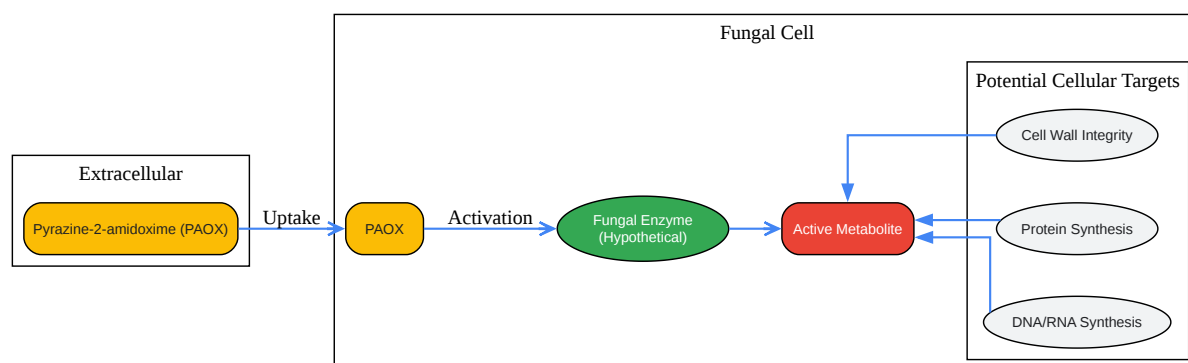 Fungal Cell
Potential Cellular Targets
Cell Wall Integrity
Extracellular
Pyrazine-2-amidoxime (PAOX)
Uptake
PAOX
Activation
Fungal Enzyme
(Hypothetical)
Active Metabolite
Protein Synthesis
DNA/RNA Synthesis